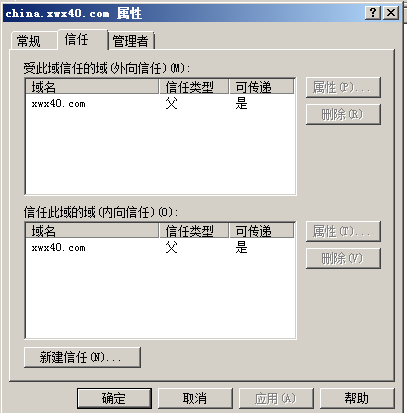 china.xwx40.com 属性
常规 信任 管理者
受此域信任的域(外向信任)(M):
域名 信任类型 可传递 属性(P)...
xwx40.com 父 是 删除(R)
信任此域的域(内向信任)(O):
域名 信任类型 可传递 属性(T)...
xwx40.com 父 是 删除(V)
新建信任(N)...
确定 取消 应用(A) 帮助